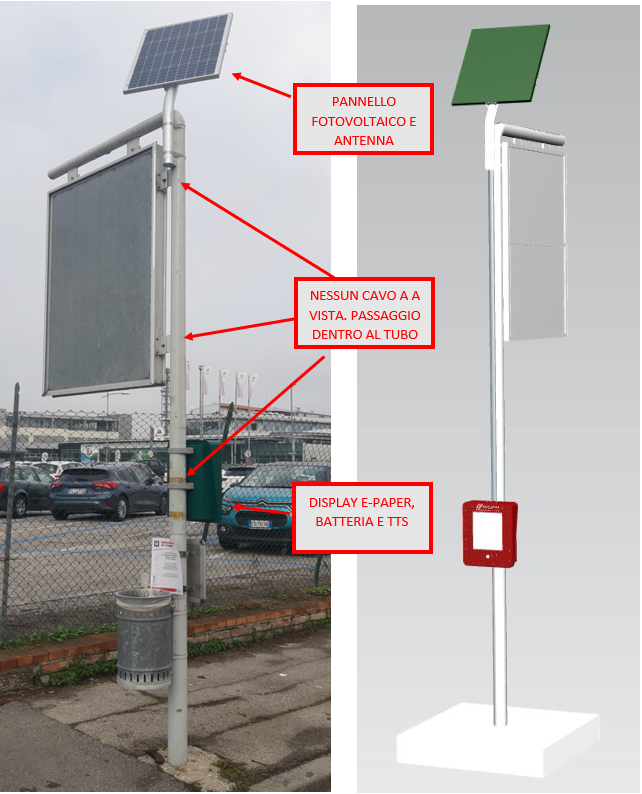 PANNELLO
FOTOVOLTAICO E
ANTENNA
NESSUN CAVO A A
VISTA. PASSAGGIO
DENTRO AL TUBO
DISPLAY E-PAPER,
BATTERIA E TTS